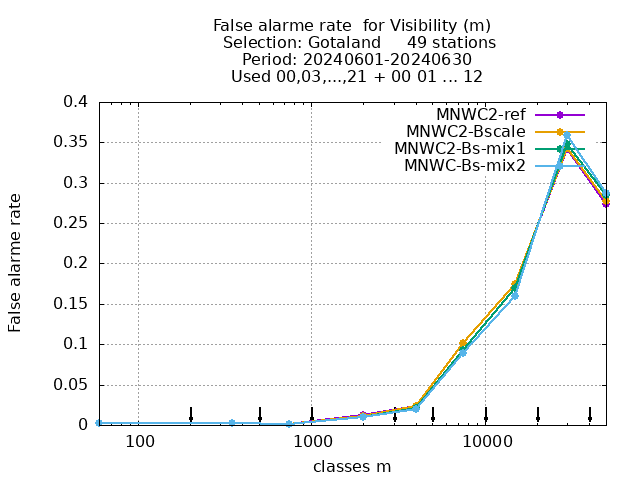 False alarme rate  for Visibility (m)
Selection: Gotaland     49 stations
Period: 20240601-20240630
Used 00,03,...,21 + 00 01 ... 12
MNWC2-ref
MNWC2-Bscale
MNWC2-Bs-mix1
MNWC-Bs-mix2
False alarme rate
0.4
0.35
0.3
0.25
0.2
0.15
0.1
0.05
0
100
1000
10000
classes m